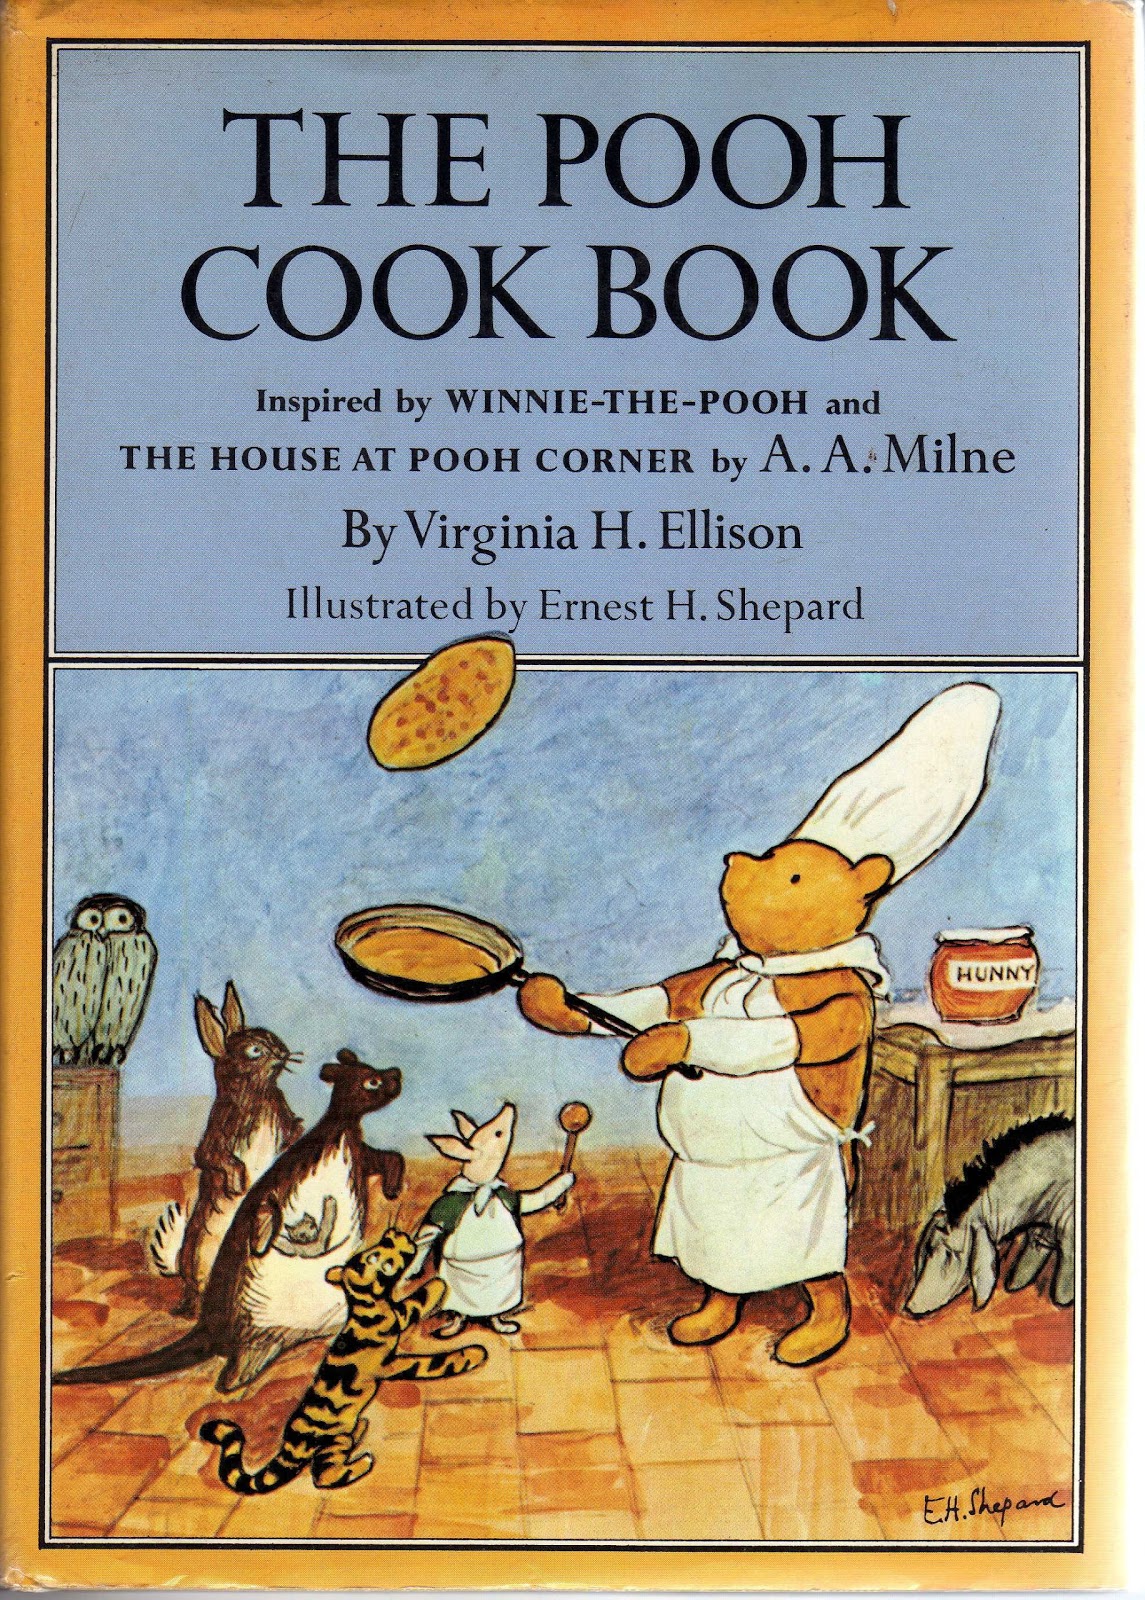 THE POOH
COOK BOOK
Inspired by WINNIE-THE-POOH and
THE HOUSE AT POOH CORNER by A. A. Milne
By Virginia H. Ellison
Illustrated by Ernest H. Shepard
HUNNY
E.H. Shepard